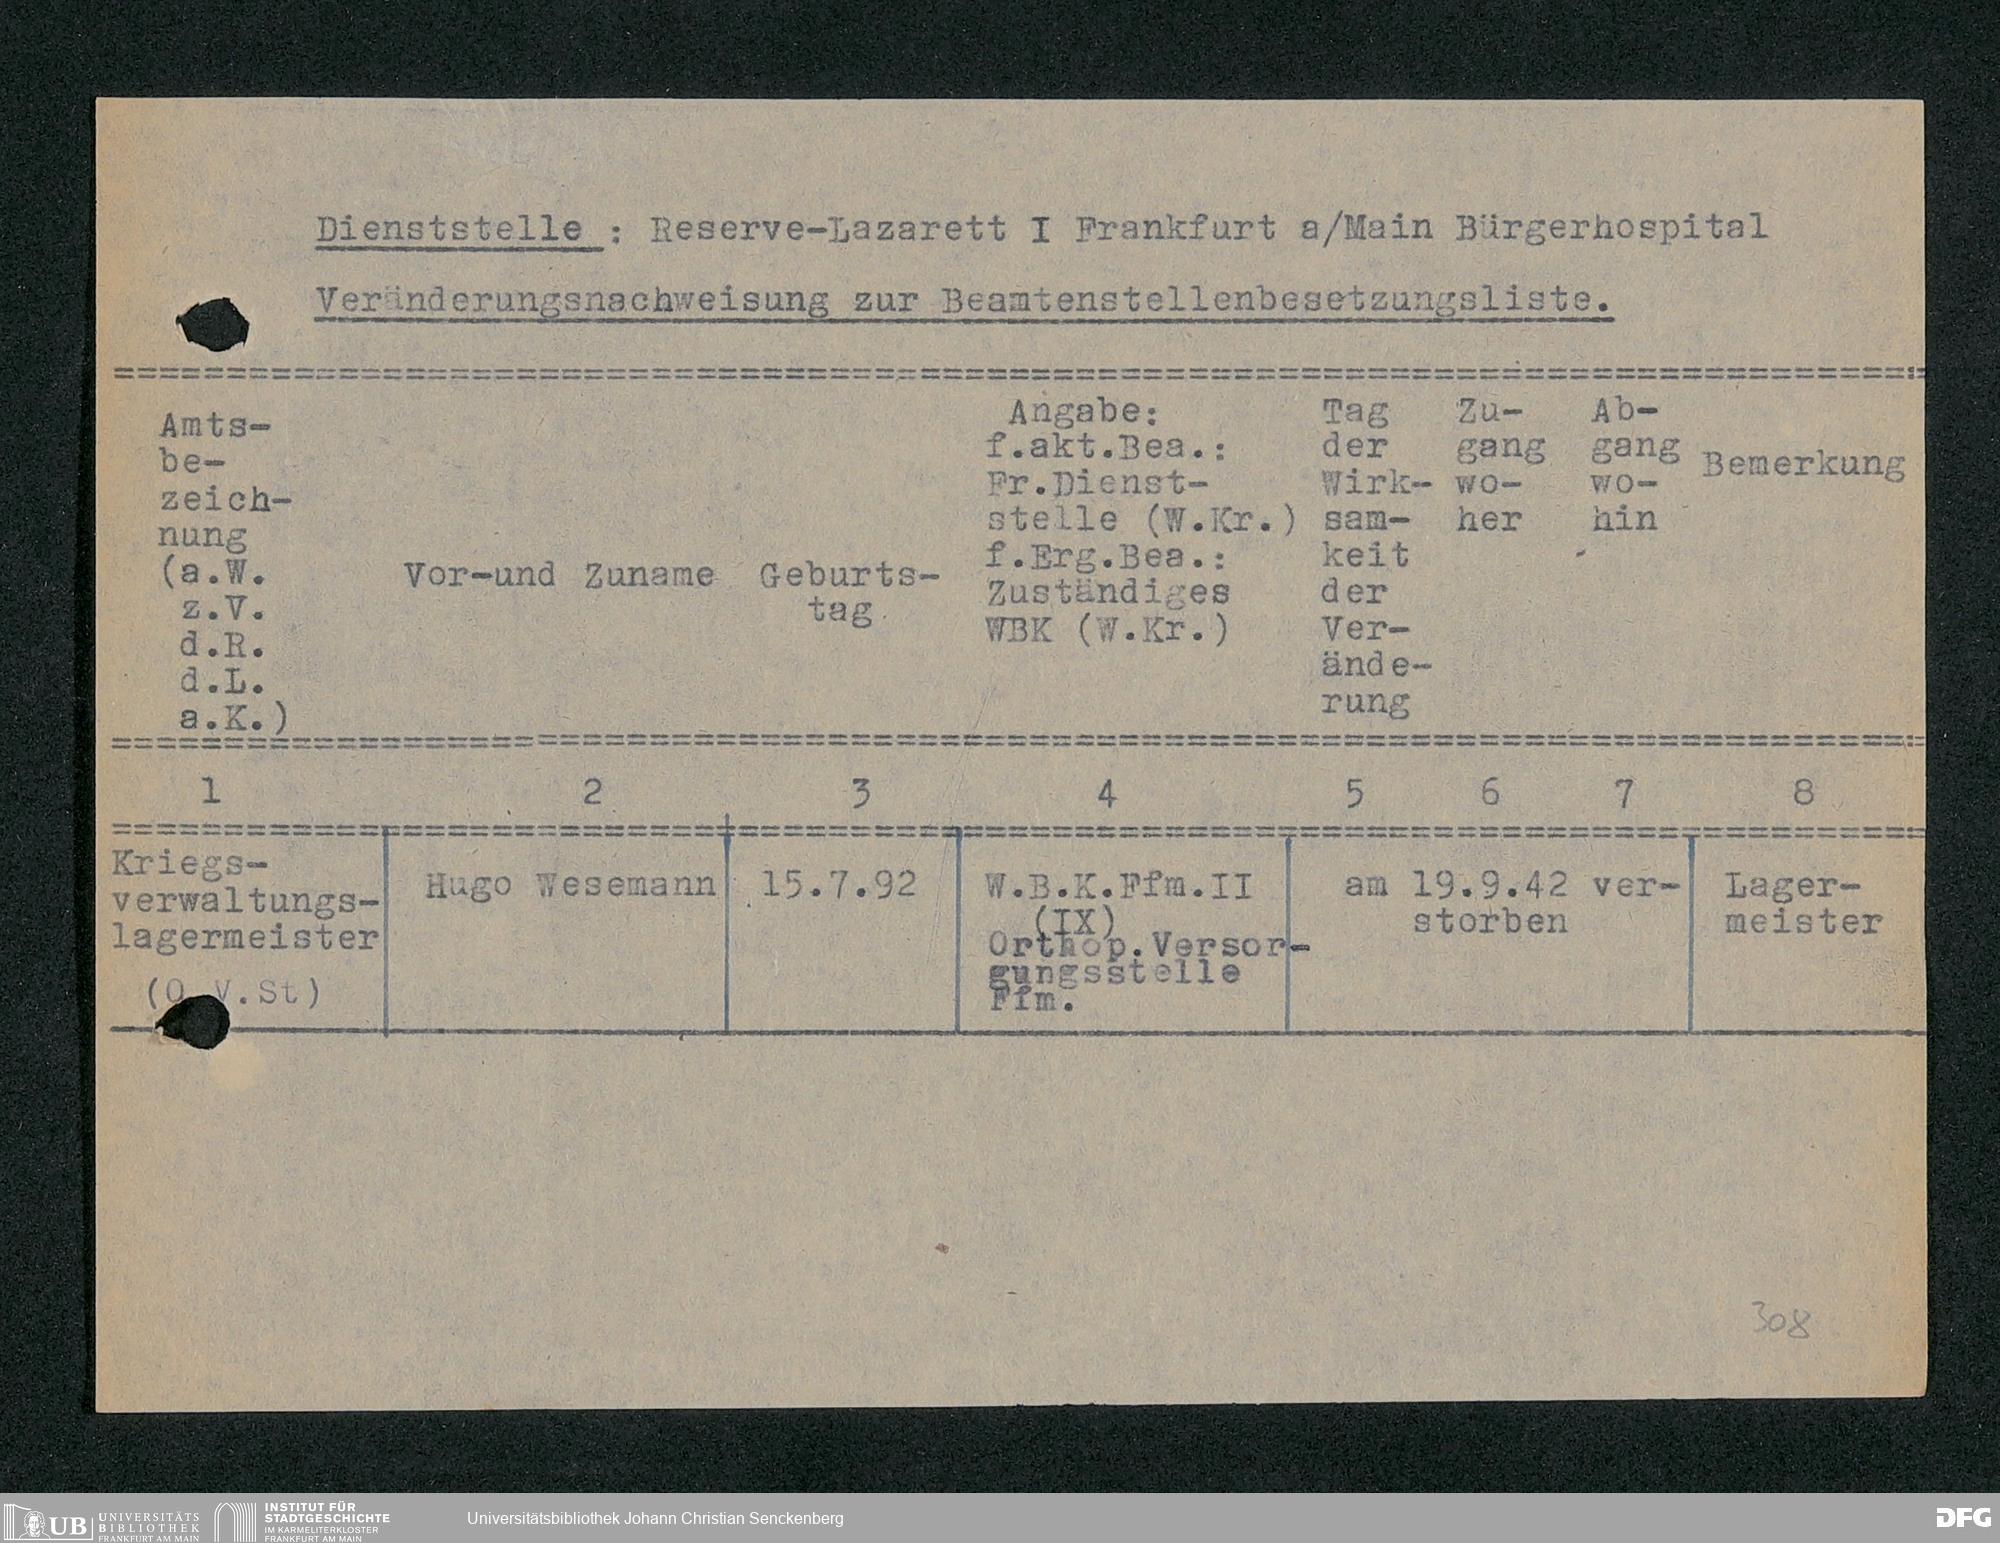 Dienststelle : Reserve-Lazarett I Frankfurt a/Main Bürgerhospital
Veränderungsnachweisung zur Beamtenstellenbesetzungsliste.
Amts-
be-
zeich-
nung
(a.W.
z.V.
d.R.
d.L.
a.K.)
Vor-und Zuname
Geburts-
tag
Angabe:
f.akt.Bea.:
Fr.Dienst-
stelle (W.Kr.)
f.Erg.Bea.:
Zuständiges
WBK (W.Kr.)
Tag
der
Wirk-
sam-
keit
der
Ver-
ände-
rung
Zu-
gang
wo-
her
Ab-
gang
wo-
hin
Bemerkung
1 2 3 4 5 6 7 8
Kriegs-
verwaltungs-
lagermeister
(O V.St)
Hugo Wesemann
15.7.92
W.B.K.Ffm.II
(IX)
Orthop.Versor-
gungsstelle
Ffm.
am 19.9.42 ver-
storben
Lager-
meister
308
UB UNIVERSITÄTS
BIBLIOTHEK
FRANKFURT AM MAIN
INSTITUT FÜR
STADTGESCHICHTE
IM KARMELITERKLOSTER
FRANKFURT AM MAIN
Universitätsbibliothek Johann Christian Senckenberg
DFG